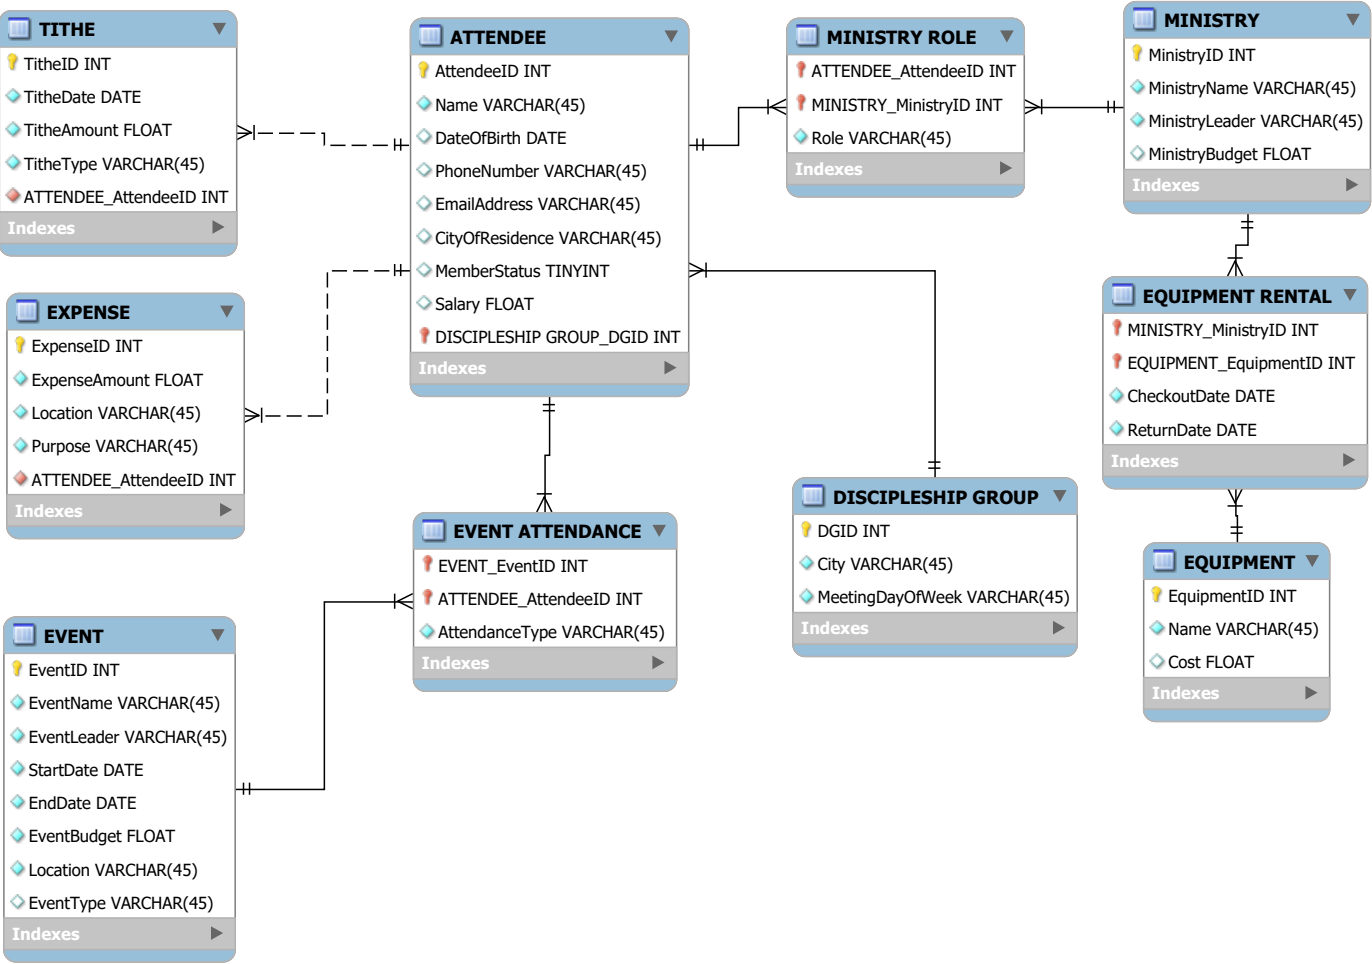 TITHE
TitheID INT
TitheDate DATE
TitheAmount FLOAT
TitheType VARCHAR(45)
ATTENDEE_AttendeeID INT
Indexes
ATTENDEE
AttendeeID INT
Name VARCHAR(45)
DateOfBirth DATE
PhoneNumber VARCHAR(45)
EmailAddress VARCHAR(45)
CityOfResidence VARCHAR(45)
MemberStatus TINYINT
Salary FLOAT
DISCIPLESHIP GROUP_DGID INT
Indexes
MINISTRY ROLE
ATTENDEE_AttendeeID INT
MINISTRY_MinistryID INT
Role VARCHAR(45)
Indexes
MINISTRY
MinistryID INT
MinistryName VARCHAR(45)
MinistryLeader VARCHAR(45)
MinistryBudget FLOAT
Indexes
EXPENSE
ExpenseID INT
ExpenseAmount FLOAT
Location VARCHAR(45)
Purpose VARCHAR(45)
ATTENDEE_AttendeeID INT
Indexes
EQUIPMENT RENTAL
MINISTRY_MinistryID INT
EQUIPMENT_EquipmentID INT
CheckoutDate DATE
ReturnDate DATE
Indexes
DISCIPLESHIP GROUP
DGID INT
City VARCHAR(45)
MeetingDayOfWeek VARCHAR(45)
Indexes
EVENT ATTENDANCE
EVENT_EventID INT
ATTENDEE_AttendeeID INT
AttendanceType VARCHAR(45)
Indexes
EQUIPMENT
EquipmentID INT
Name VARCHAR(45)
Cost FLOAT
Indexes
EVENT
EventID INT
EventName VARCHAR(45)
EventLeader VARCHAR(45)
StartDate DATE
EndDate DATE
EventBudget FLOAT
Location VARCHAR(45)
EventType VARCHAR(45)
Indexes